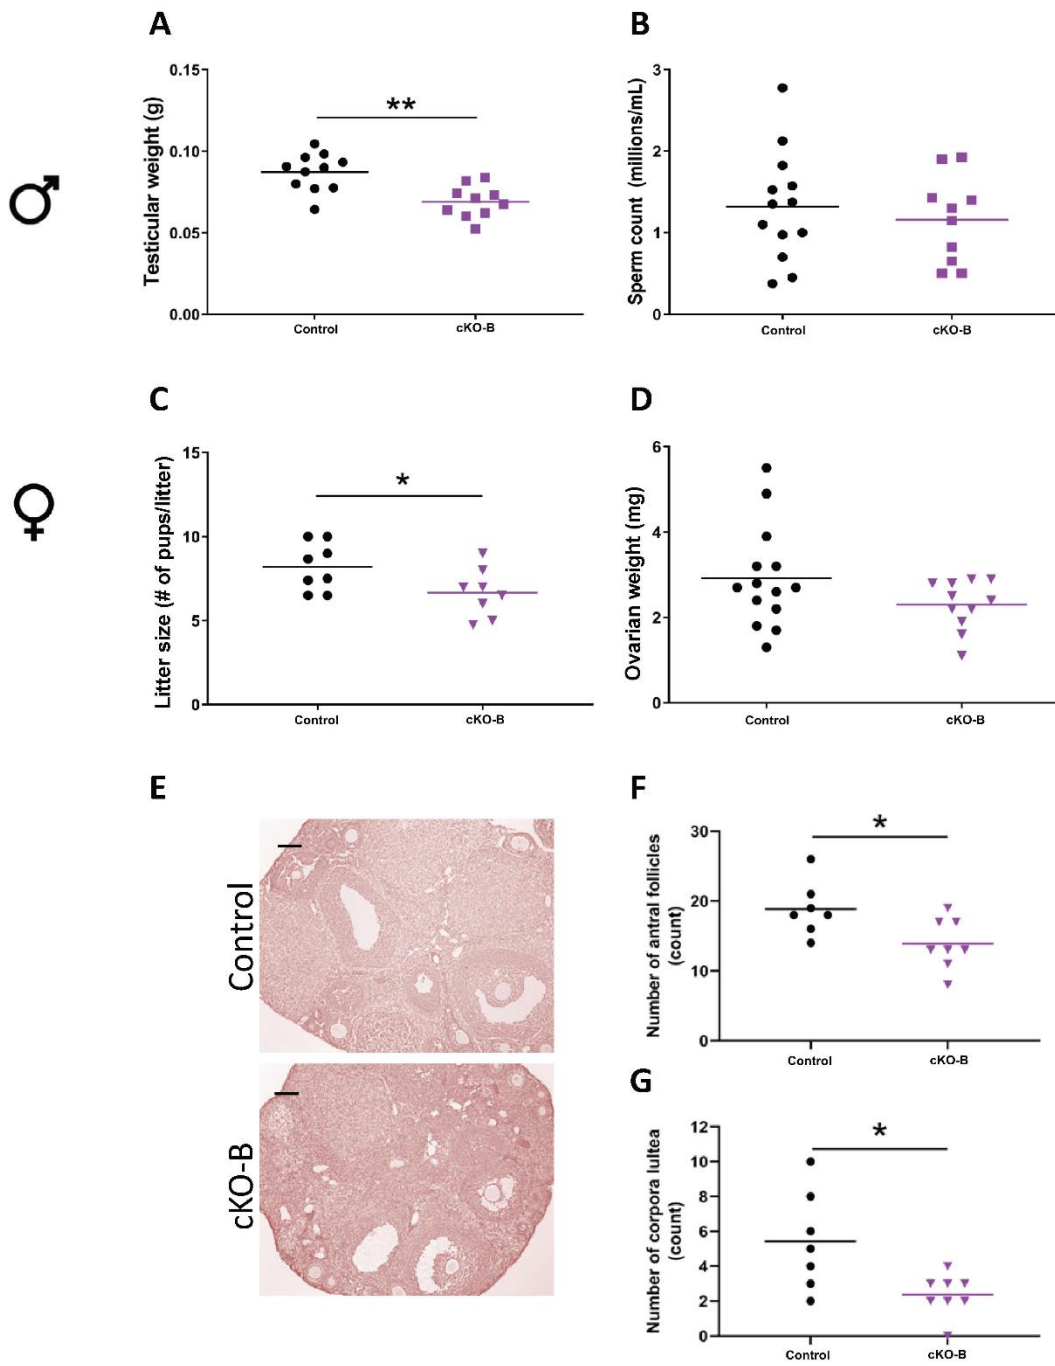 A
Testicular weight (g)
0.15
0.10
0.05
0.00
**
Control
cKO-B
B
Sperm count (millions/mL)
3
2
1
0
Control
cKO-B
C
Litter size (# of pups/litter)
15
10
5
0
*
Control
cKO-B
D
Ovarian weight (mg)
6
4
2
0
Control
cKO-B
E
Control
cKO-B
F
Number of antral follicles
(count)
30
20
10
0
*
Control
cKO-B
G
Number of corpora lultea
(count)
12
10
8
6
4
2
0
*
Control
cKO-B